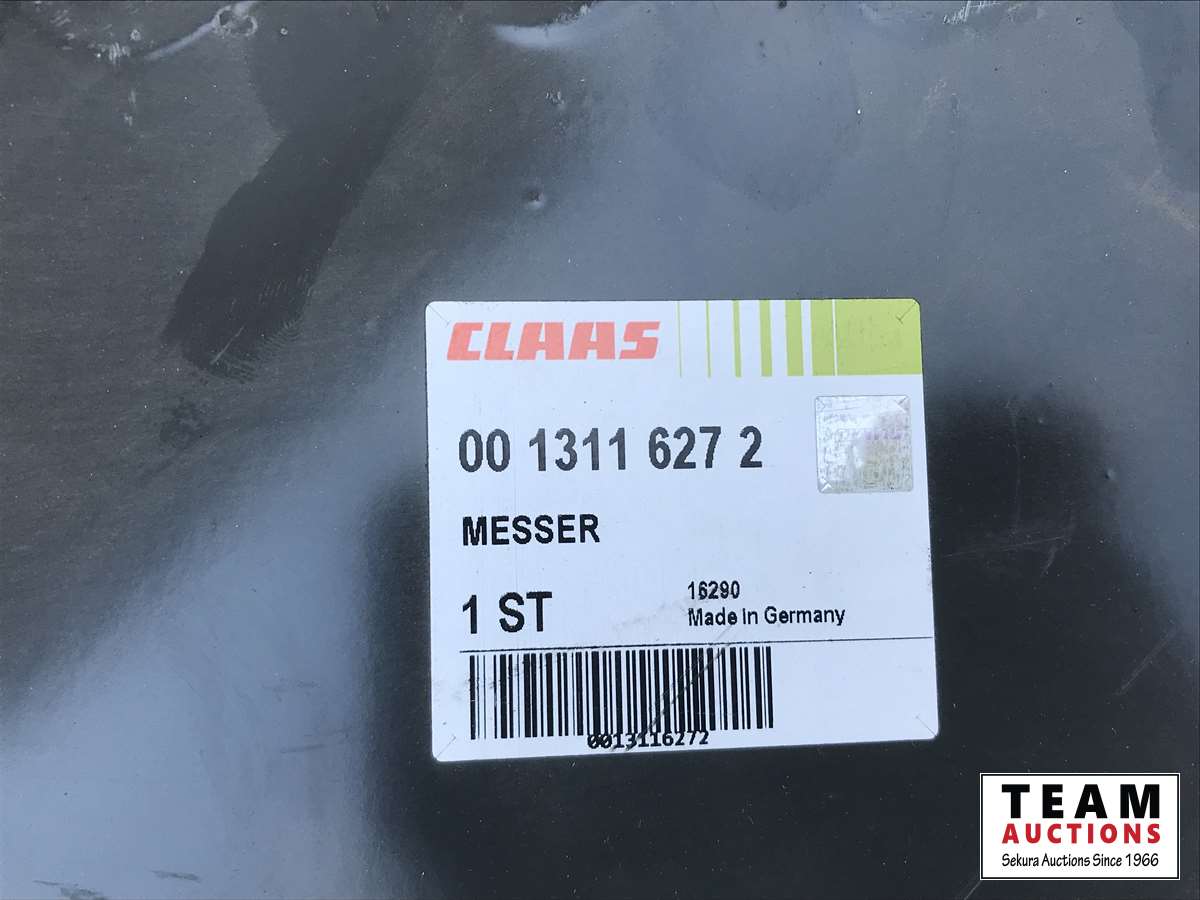 CLAAS
00 1311 627 2
MESSER
1 ST
16290
Made in Germany
0013116272
TEAM
AUCTIONS
Sekura Auctions Since 1966